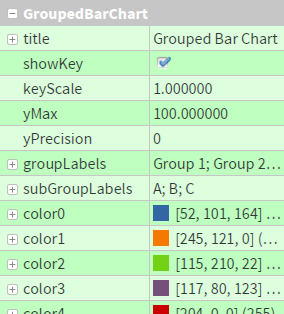 GroupedBarChart
title Grouped Bar Chart
showKey
keyScale 1.000000
yMax 100.000000
yPrecision 0
groupLabels Group 1; Group 2...
subGroupLabels A; B; C
color0 [52, 101, 164] ...
color1 [245, 121, 0] (...
color2 [115, 210, 22] ...
color3 [117, 80, 123] ...
color4 [204, 0, 0] (255)